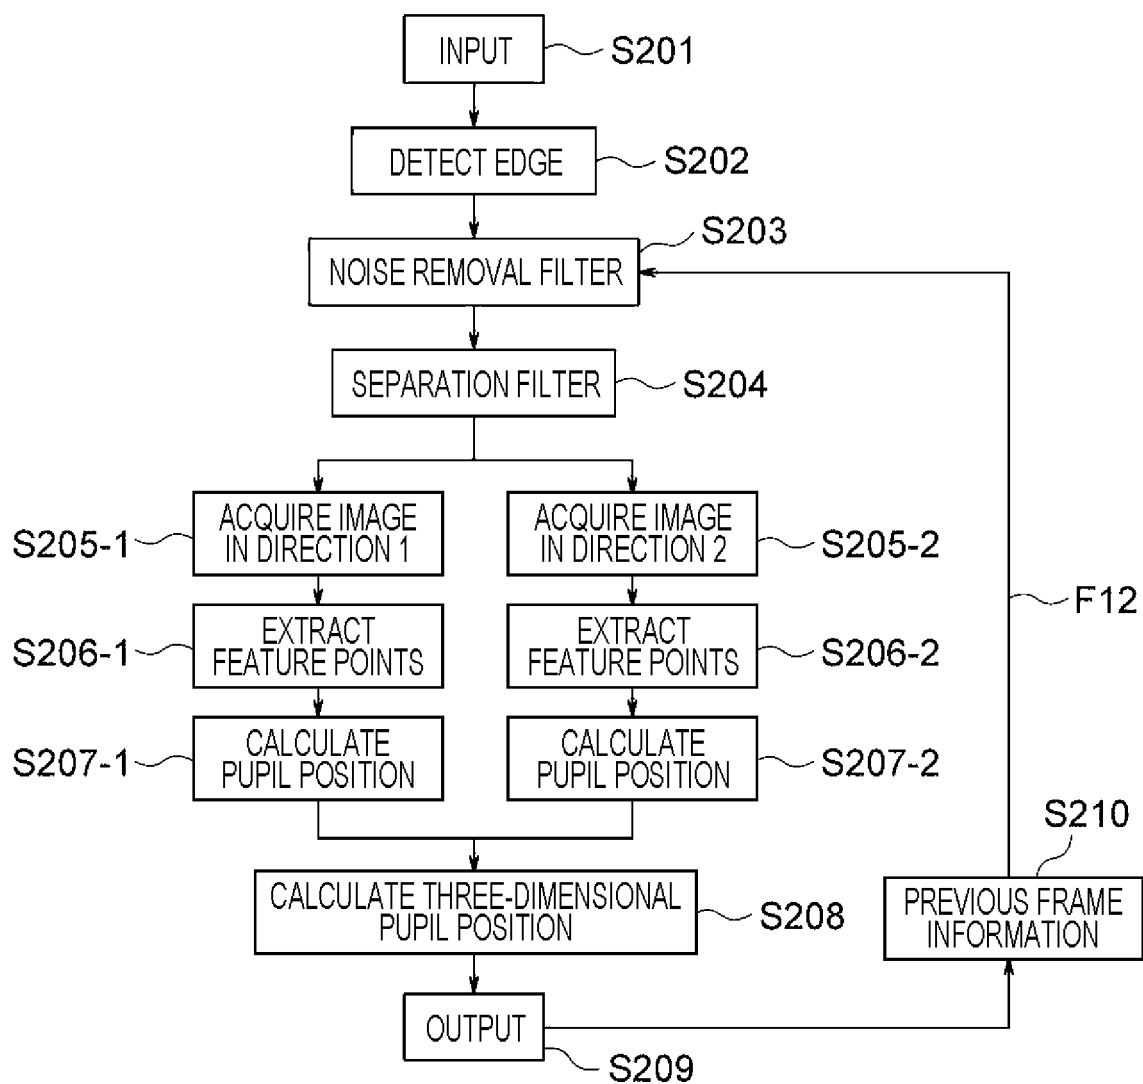 INPUT
S201
DETECT EDGE
S202
S203
NOISE REMOVAL FILTER
SEPARATION FILTER
S204
ACQUIRE IMAGE
IN DIRECTION 1
S205-1
ACQUIRE IMAGE
IN DIRECTION 2
S205-2
EXTRACT
FEATURE POINTS
S206-1
EXTRACT
FEATURE POINTS
S206-2
F12
CALCULATE
PUPIL POSITION
S207-1
CALCULATE
PUPIL POSITION
S207-2
CALCULATE THREE-DIMENSIONAL
PUPIL POSITION
S208
S210
PREVIOUS FRAME
INFORMATION
OUTPUT
S209